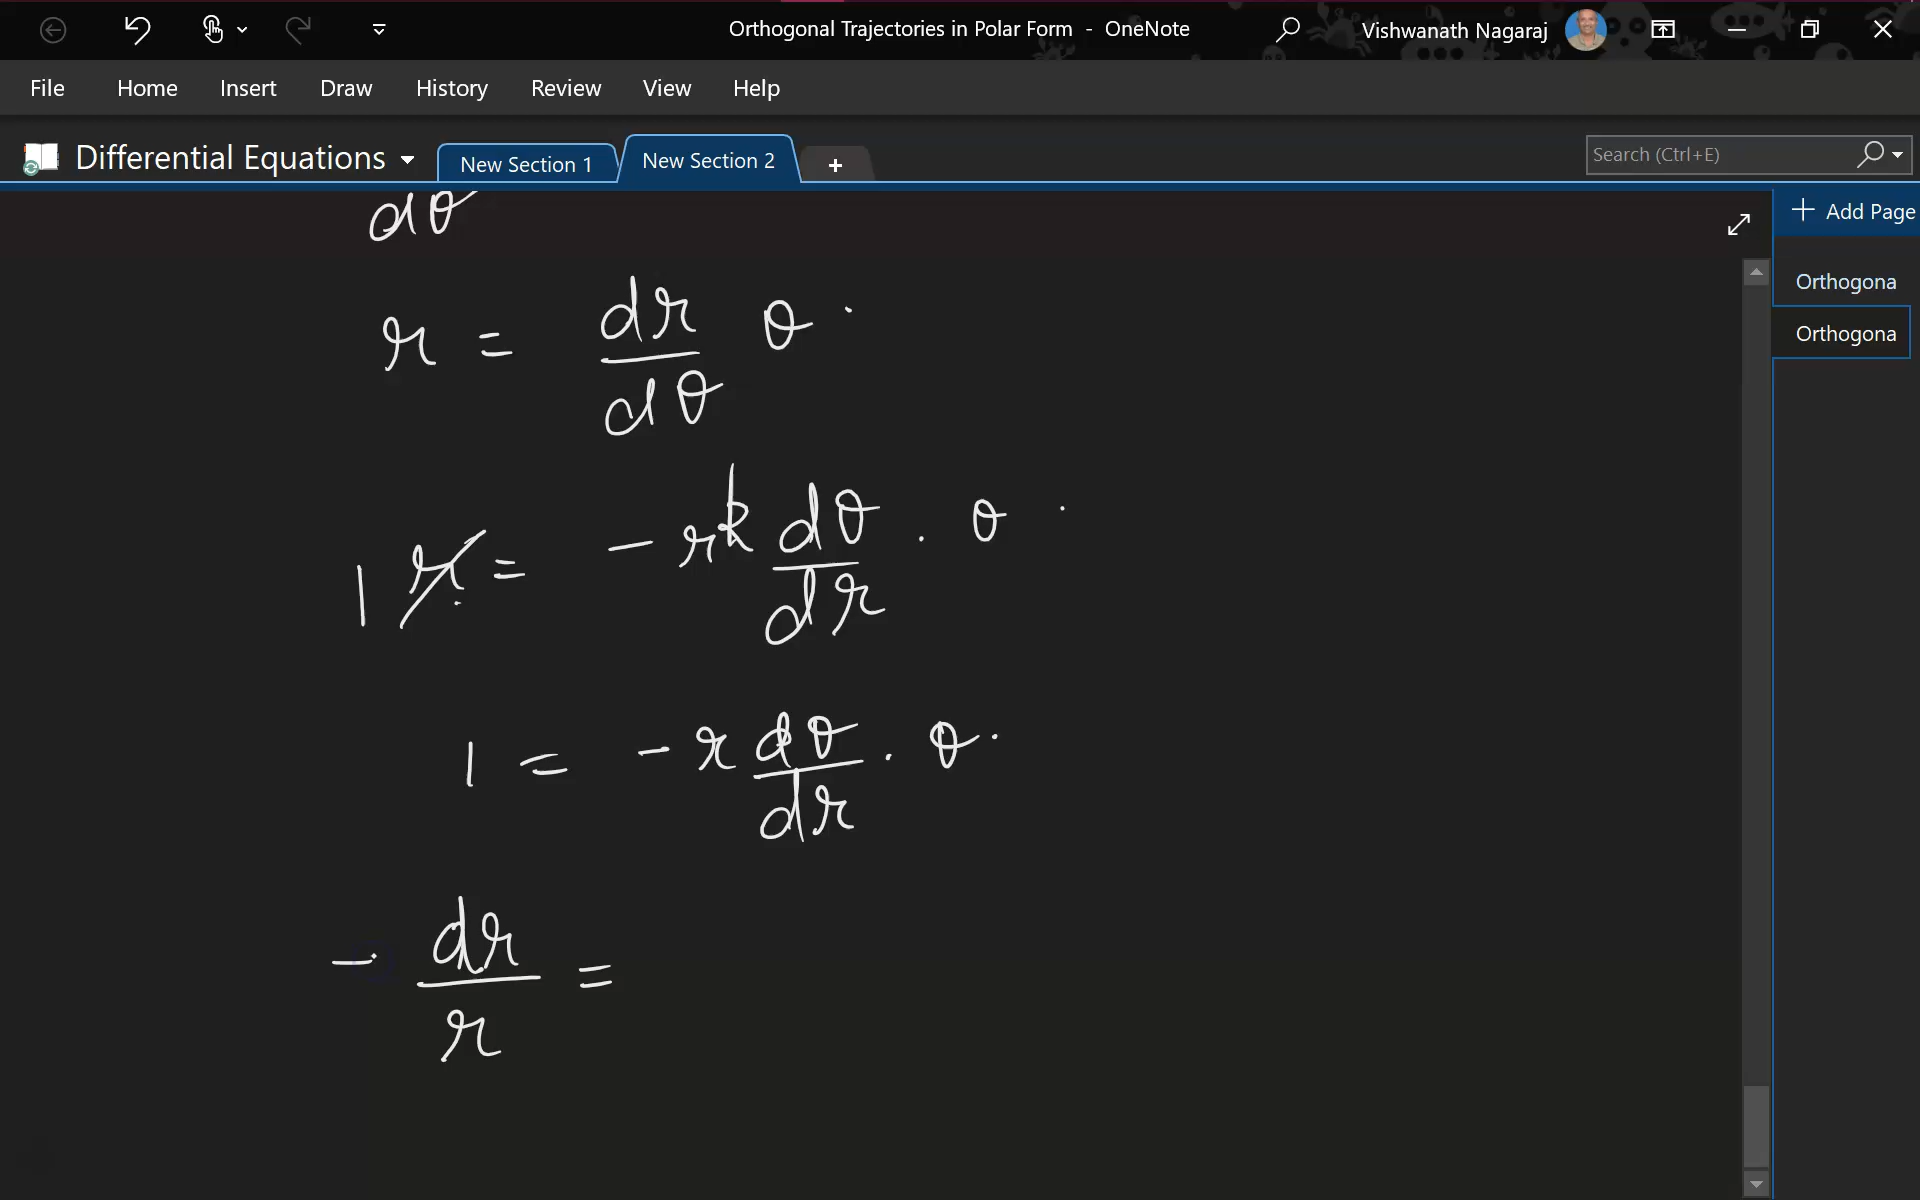 Orthogonal Trajectories in Polar Form - OneNote
Vishwanath Nagaraj
File Home Insert Draw History Review View Help
Differential Equations New Section 1 New Section 2 +
Search (Ctrl+E)
+ Add Page
Orthogona
Orthogona
dθ
r = dr/dθ θ.
1 r = - r² dθ/dr . θ .
1 = - r dθ/dr . θ.
- dr/r =